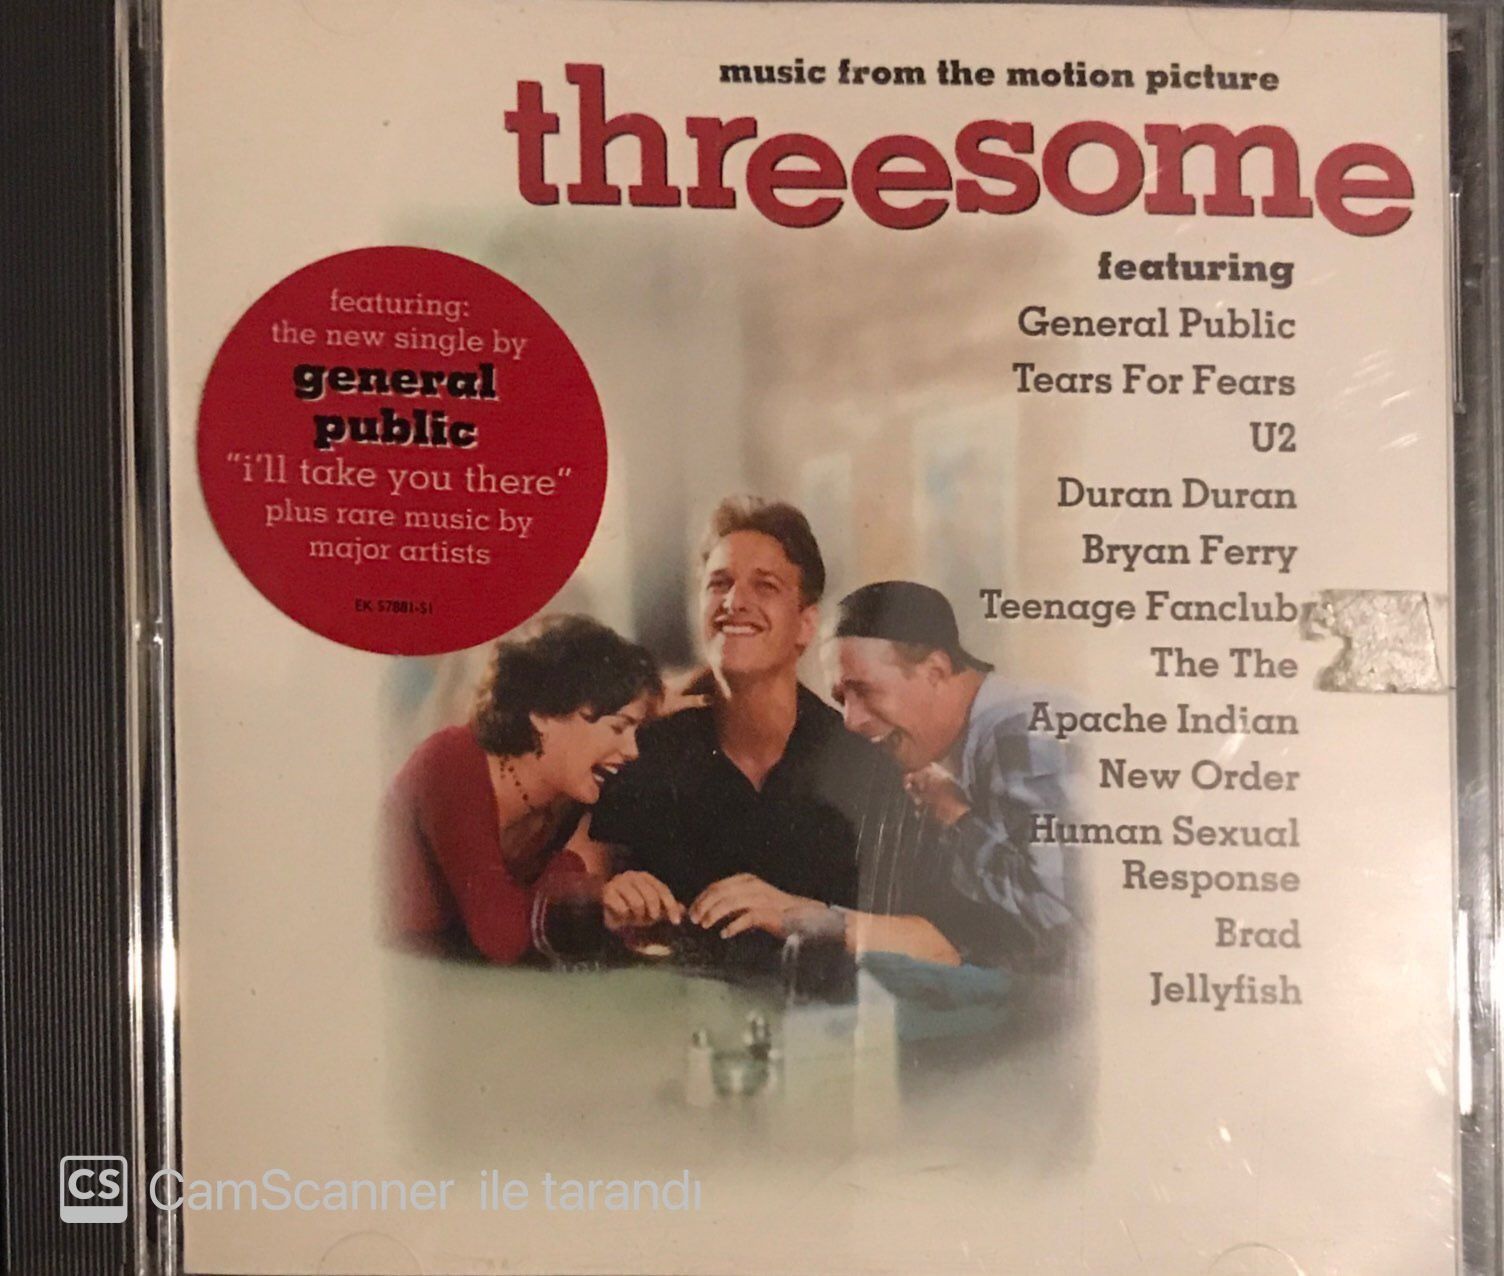 music from the motion picture
threesome
featuring
General Public
Tears For Fears
U2
Duran Duran
Bryan Ferry
Teenage Fanclub
The The
Apache Indian
New Order
Human Sexual
Response
Brad
Jellyfish
featuring:
the new single by
general
public
"i'll take you there"
plus rare music by
major artists
EK 57881-S1
CS CamScanner ile tarandı